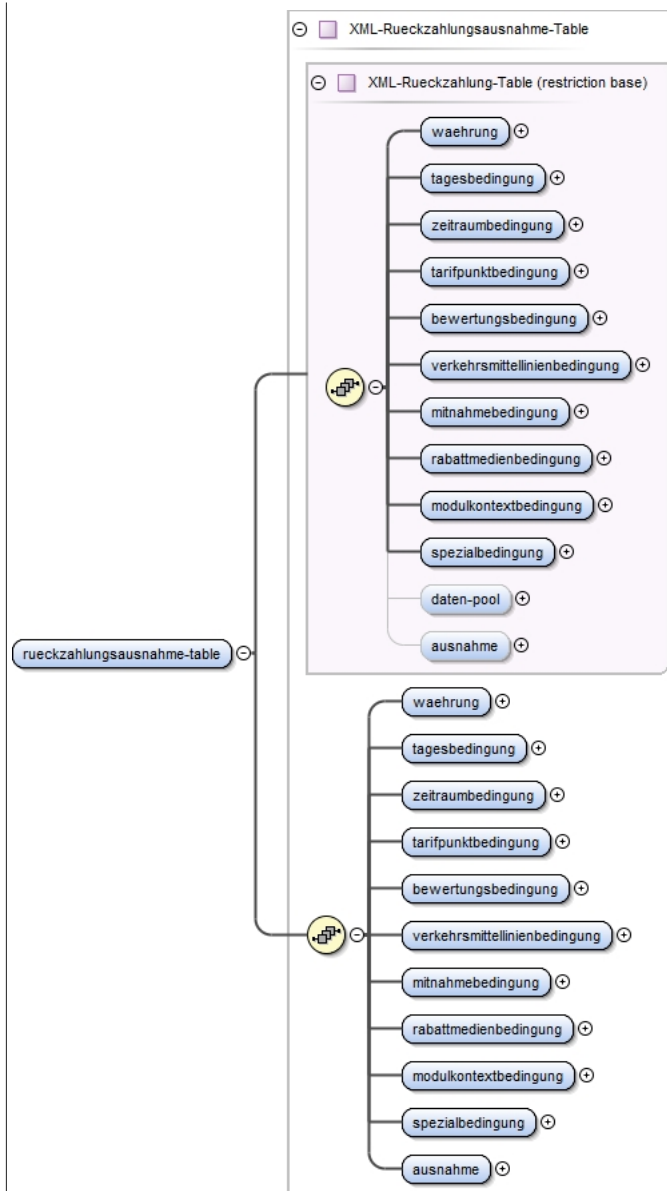 XML-Rueckzahlungsausnahme-Table
XML-Rueckzahlung-Table (restriction base)
waehrung
tagesbedingung
zeitraumbedingung
tarifpunktbedingung
bewertungsbedingung
verkehrsmittellinienbedingung
mitnahmebedingung
rabattmedienbedingung
modulkontextbedingung
spezialbedingung
daten-pool
ausnahme
rueckzahlungsausnahme-table
waehrung
tagesbedingung
zeitraumbedingung
tarifpunktbedingung
bewertungsbedingung
verkehrsmittellinienbedingung
mitnahmebedingung
rabattmedienbedingung
modulkontextbedingung
spezialbedingung
ausnahme